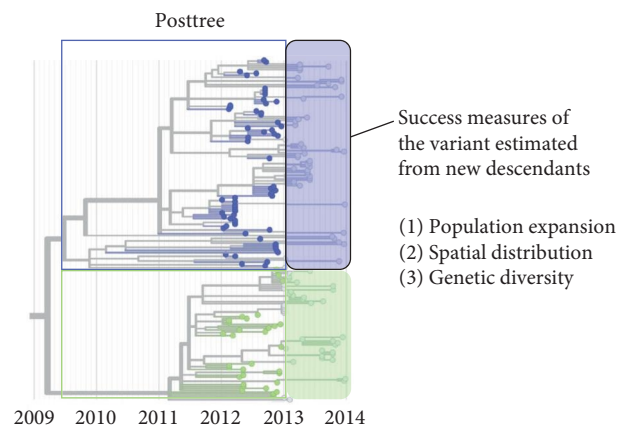 Posttree
Success measures of
the variant estimated
from new descendants
(1) Population expansion
(2) Spatial distribution
(3) Genetic diversity
2009 2010 2011 2012 2013 2014